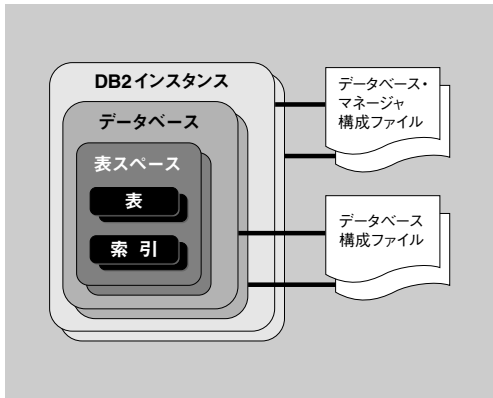 DB2インスタンス
データベース
表スペース
表
索 引
データベース・
マネージャ
構成ファイル
データベース
構成ファイル